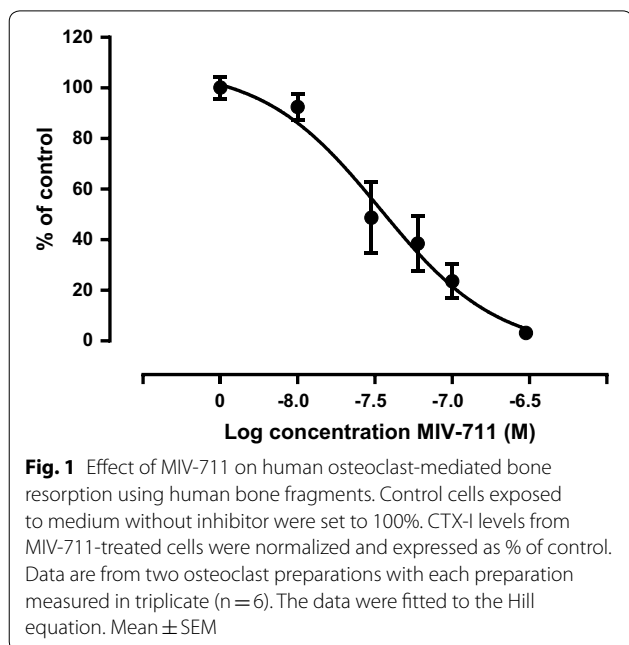 120
100
80
60
40
20
0
% of control
0 -8.0 -7.5 -7.0 -6.5
Log concentration MIV-711 (M)
Fig. 1 Effect of MIV-711 on human osteoclast-mediated bone
resorption using human bone fragments. Control cells exposed
to medium without inhibitor were set to 100%. CTX-I levels from
MIV-711-treated cells were normalized and expressed as % of control.
Data are from two osteoclast preparations with each preparation
measured in triplicate (n = 6). The data were fitted to the Hill
equation. Mean ± SEM